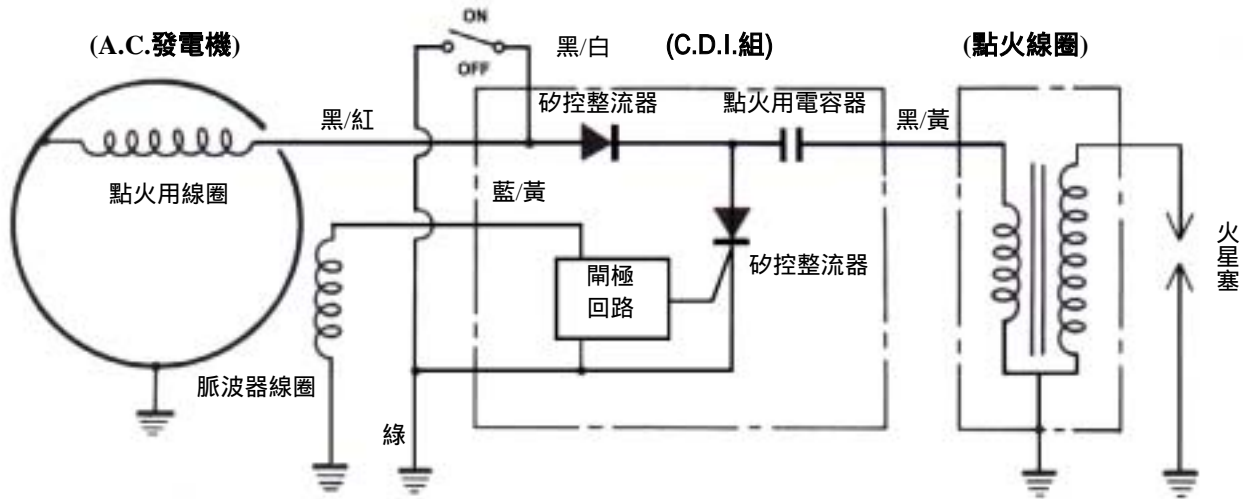 ON
(A.C.發電機)
OFF
黑/白
(C.D.I.組)
(點火線圈)
黑/紅
矽控整流器
點火用電容器
黑/黃
點火用線圈
藍/黃
閘極
回路
矽控整流器
火星塞
脈波器線圈
綠